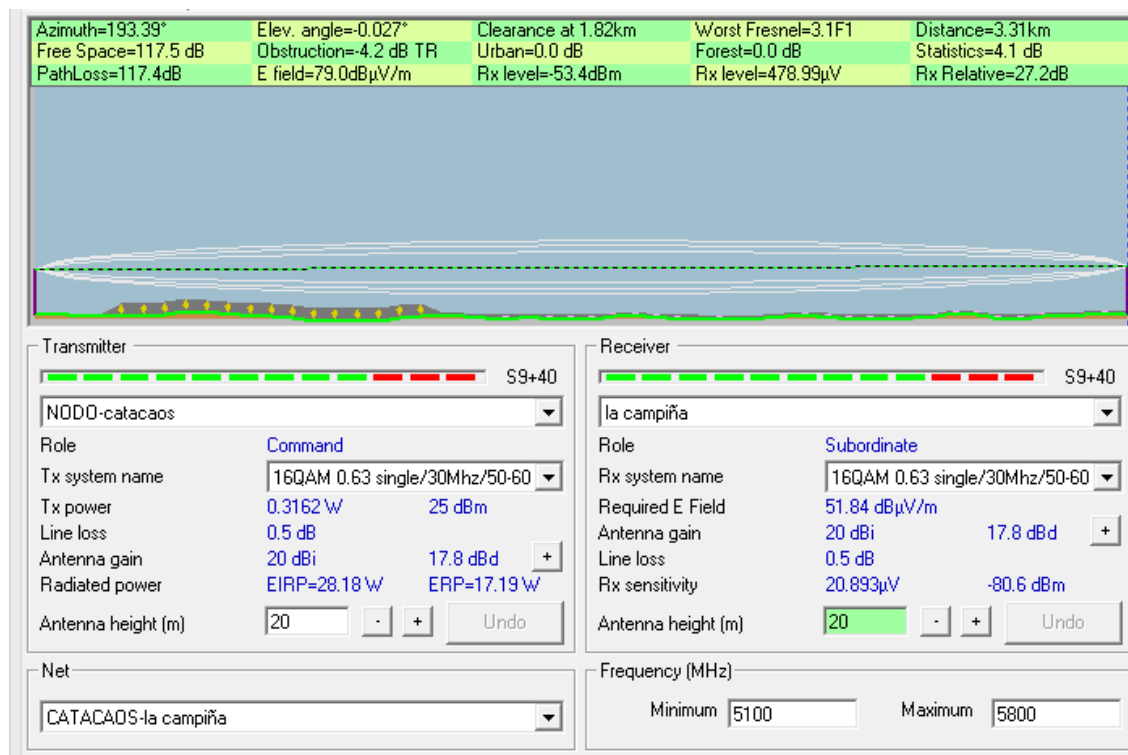 Azimuth=193.39° Elev. angle=-0.027° Clearance at 1.82km Worst Fresnel=3.1F1 Distance=3.31km
Free Space=117.5 dB Obstruction=-4.2 dB TR Urban=0.0 dB Forest=0.0 dB Statistics=4.1 dB
PathLoss=117.4dB E field=79.0dBµV/m Rx level=-53.4dBm Rx level=478.99µV Rx Relative=27.2dB
Transmitter
S9+40
NODO-catacaos
Role Command
Tx system name 16QAM 0.63 single/30Mhz/50-60
Tx power 0.3162 W 25 dBm
Line loss 0.5 dB
Antenna gain 20 dBi 17.8 dBd +
Radiated power EIRP=28.18 W ERP=17.19 W
Antenna height (m) 20 - + Undo
Net
CATACAOS-la campiña
Receiver
S9+40
la campiña
Role Subordinate
Rx system name 16QAM 0.63 single/30Mhz/50-60
Required E Field 51.84 dBµV/m
Antenna gain 20 dBi 17.8 dBd +
Line loss 0.5 dB
Rx sensitivity 20.893µV -80.6 dBm
Antenna height (m) 20 - + Undo
Frequency (MHz)
Minimum 5100 Maximum 5800